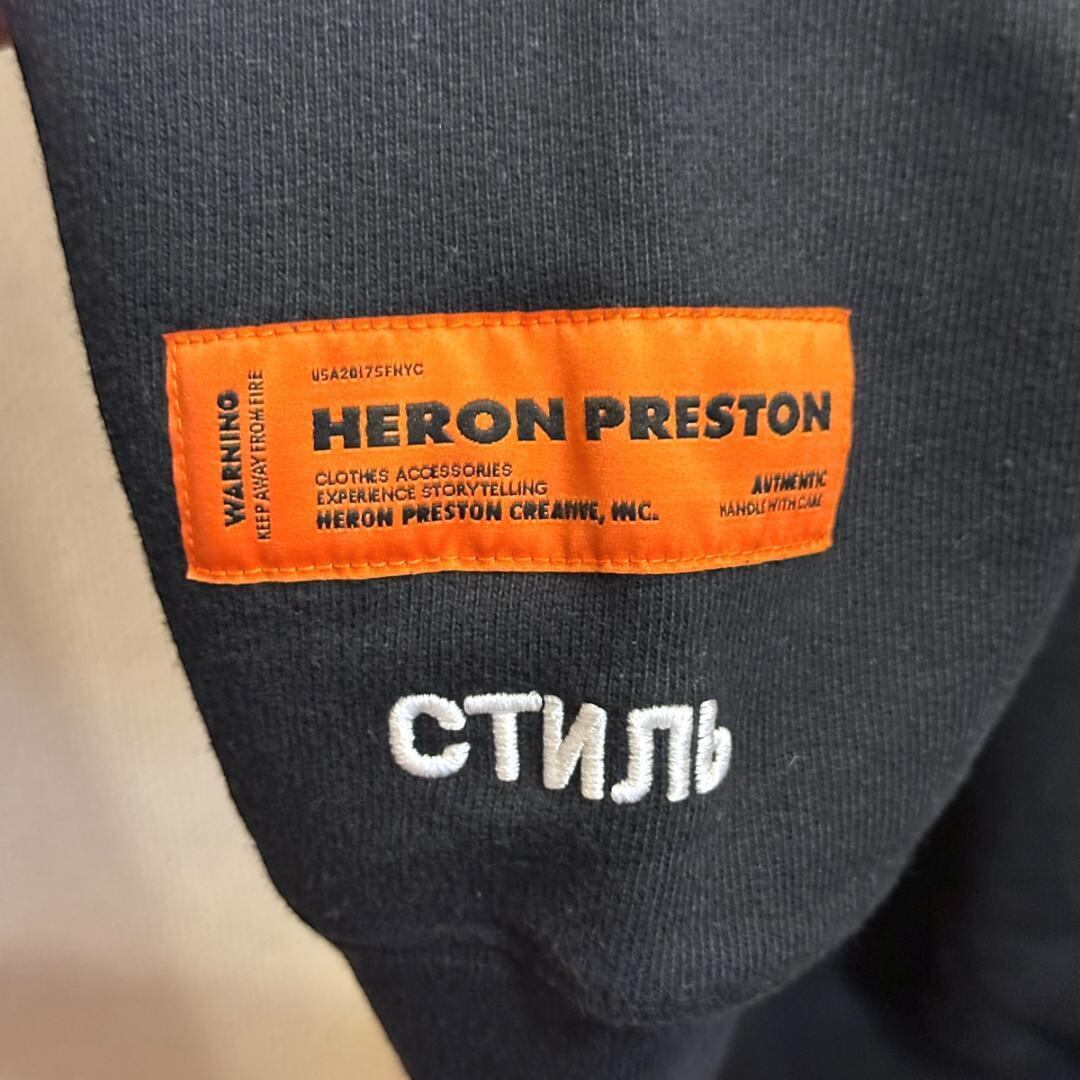 WARNING
KEEP AWAY FROM FIRE
USA2017SFNYC
HERON PRESTON
CLOTHES ACCESSORIES
EXPERIENCE STORYTELLING
HERON PRESTON CREATIVE, INC.
AUTHENTIC
HANDLE WITH CARE
СТИЛЬ